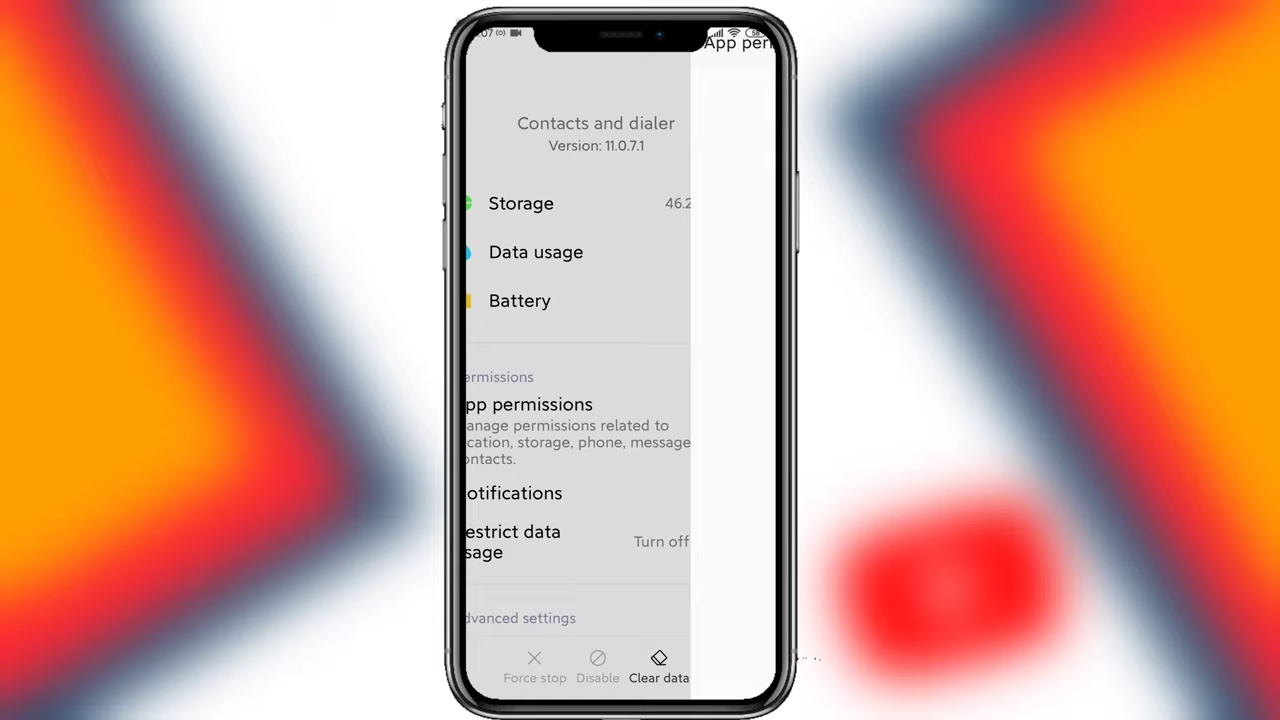 :07
App peri
Contacts and dialer
Version: 11.0.7.1
Storage
46.2
Data usage
Battery
ermissions
pp permissions
anage permissions related to
cation, storage, phone, message
ontacts.
otifications
estrict data
sage
Turn off
dvanced settings
Force stop
Disable
Clear data